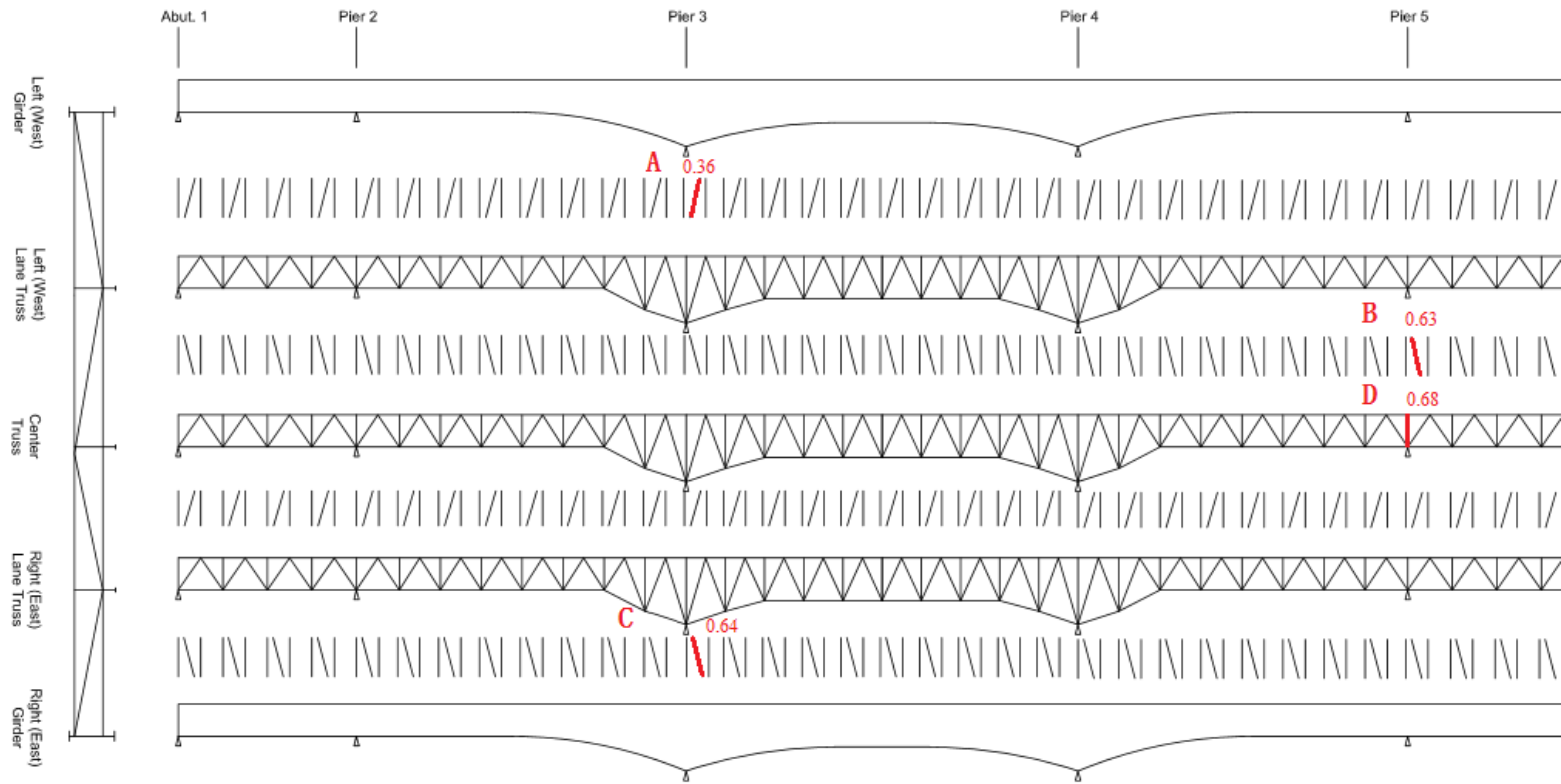 Abut. 1
Pier 2
Pier 3
Pier 4
Pier 5
Left (West)
Girder
A 0.36
Left (West)
Lane Truss
B 0.63
Center
Truss
D 0.68
Right (East)
Lane Truss
C 0.64
Right (East)
Girder